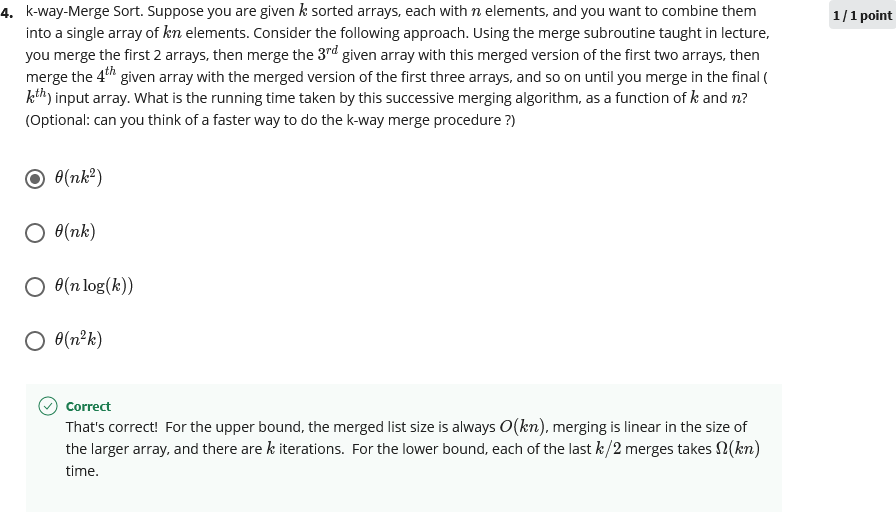 4. k-way-Merge Sort. Suppose you are given k sorted arrays, each with n elements, and you want to combine them
1 / 1 point
into a single array of kn elements. Consider the following approach. Using the merge subroutine taught in lecture,
you merge the first 2 arrays, then merge the 3^{rd} given array with this merged version of the first two arrays, then
merge the 4^{th} given array with the merged version of the first three arrays, and so on until you merge in the final (
k^{th}) input array. What is the running time taken by this successive merging algorithm, as a function of k and n?
(Optional: can you think of a faster way to do the k-way merge procedure ?)
θ(nk²)
θ(nk)
θ(n log(k))
θ(n²k)
Correct
That's correct! For the upper bound, the merged list size is always O(kn), merging is linear in the size of
the larger array, and there are k iterations. For the lower bound, each of the last k/2 merges takes Ω(kn)
time.